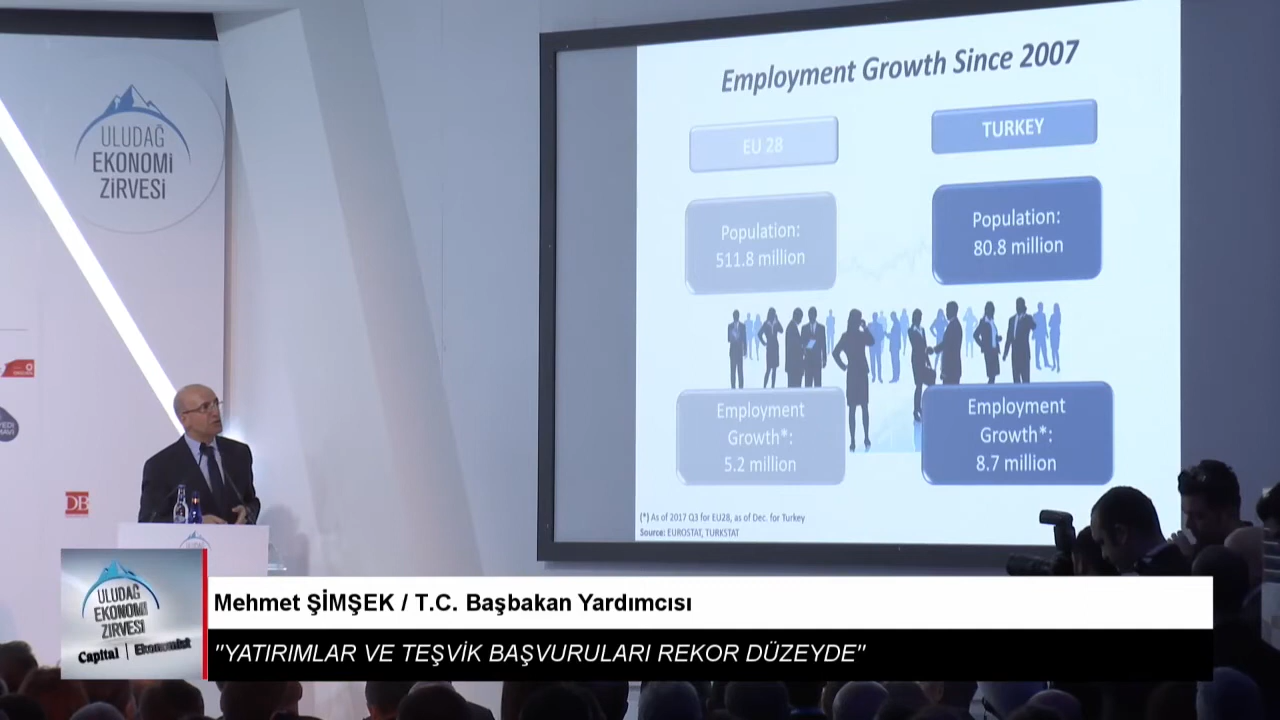 ULUDAĞ
EKONOMİ
ZİRVESİ
Employment Growth Since 2007
EU 28
TURKEY
Population:
511.8 million
Population:
80.8 million
Employment
Growth*:
5.2 million
Employment
Growth*:
8.7 million
(*) As of 2017 Q3 for EU28, as of Dec. for Turkey
Source: EUROSTAT, TURKSTAT
DB
ULUDAĞ
EKONOMİ
ZİRVESİ
Capital | Ekonomist
Mehmet ŞİMŞEK / T.C. Başbakan Yardımcısı
"YATIRIMLAR VE TEŞVİK BAŞVURULARI REKOR DÜZEYDE"